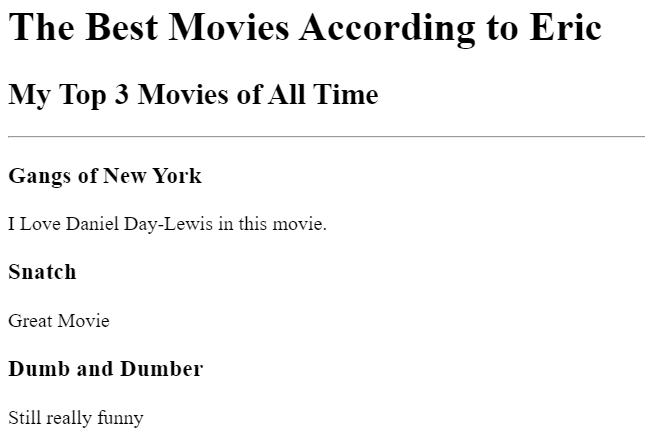 The Best Movies According to Eric
My Top 3 Movies of All Time
Gangs of New York
I Love Daniel Day-Lewis in this movie.
Snatch
Great Movie
Dumb and Dumber
Still really funny